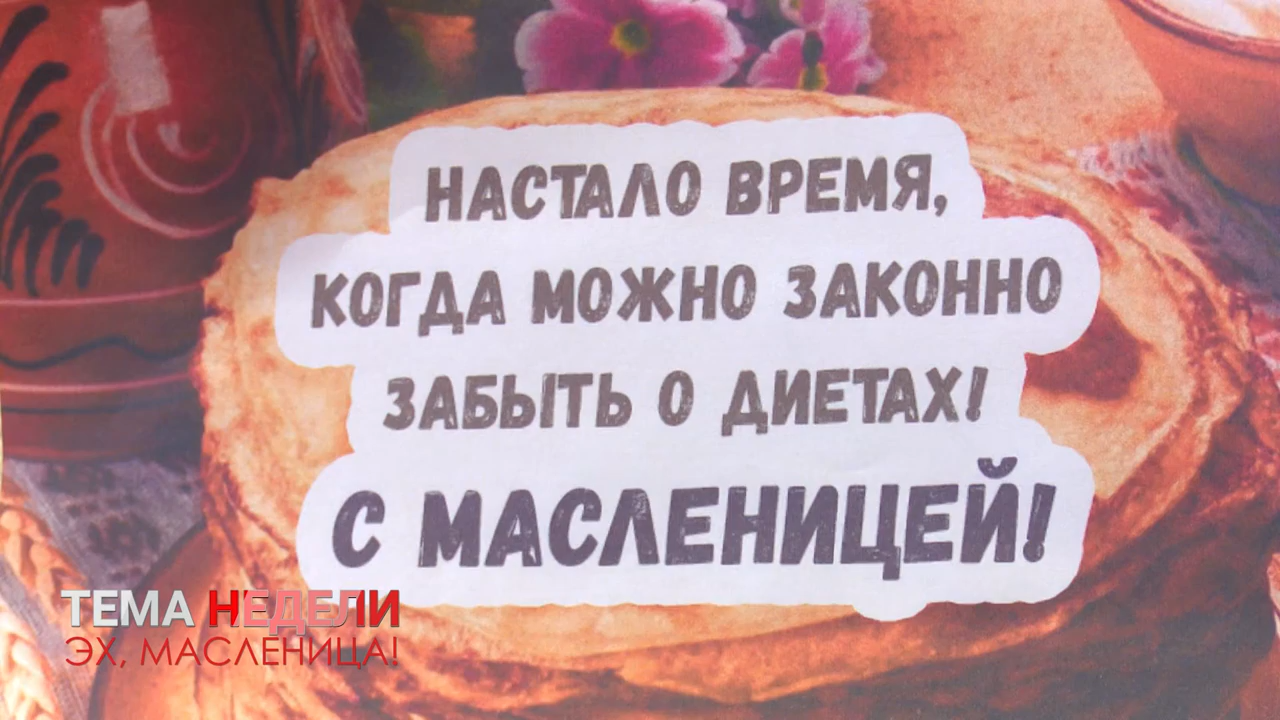 НАСТАЛО ВРЕМЯ,
КОГДА МОЖНО ЗАКОННО
ЗАБЫТЬ О ДИЕТАХ!
С МАСЛЕНИЦЕЙ!
ТЕМА НЕДЕЛИ
ЭХ, МАСЛЕНИЦА!